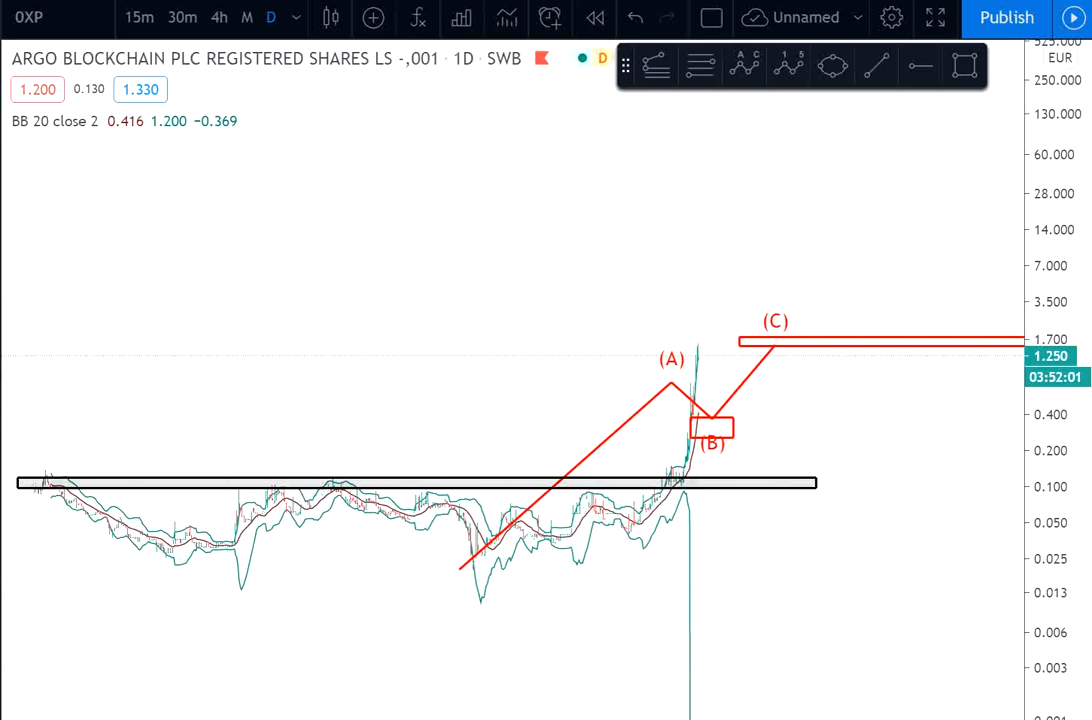 0XP 15m 30m 4h M D Unnamed Publish
ARGO BLOCKCHAIN PLC REGISTERED SHARES LS -,001 · 1D · SWB D
1.200 0.130 1.330
BB 20 close 2 0.416 1.200 −0.369
A C
1 5
525.000
EUR
250.000
130.000
60.000
28.000
14.000
7.000
3.500
1.700
1.250
03:52:01
0.400
0.200
0.100
0.050
0.025
0.013
0.006
0.003
0.001
(A)
(B)
(C)